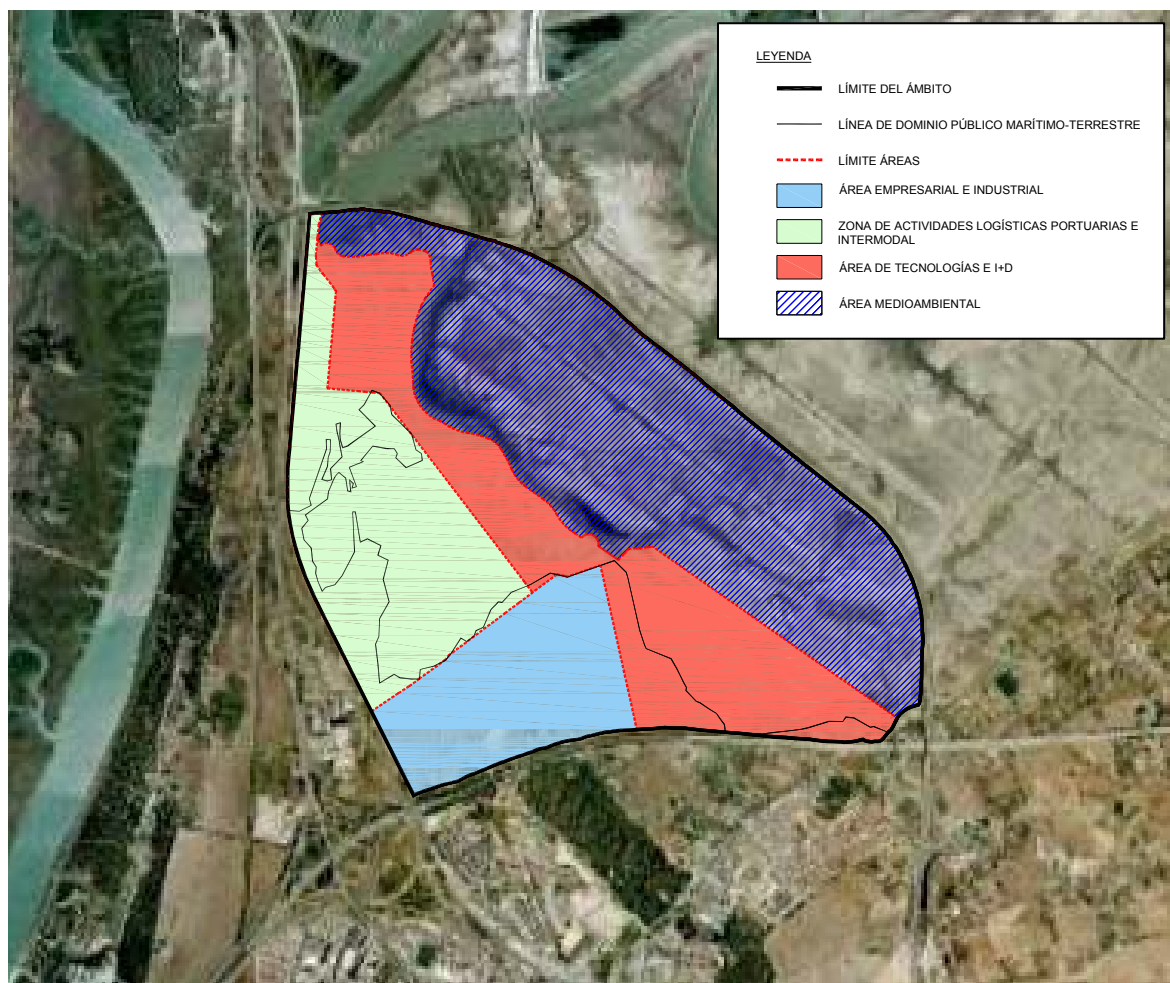 LEYENDA
LÍMITE DEL ÁMBITO
LÍNEA DE DOMINIO PÚBLICO MARÍTIMO-TERRESTRE
LÍMITE ÁREAS
ÁREA EMPRESARIAL E INDUSTRIAL
ZONA DE ACTIVIDADES LOGÍSTICAS PORTUARIAS E
INTERMODAL
ÁREA DE TECNOLOGÍAS E I+D
ÁREA MEDIOAMBIENTAL